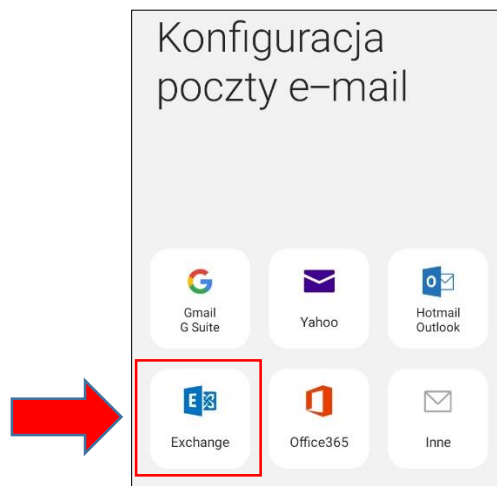 Konfiguracja
poczty e-mail
Gmail
G Suite
Yahoo
Hotmail
Outlook
Exchange
Office365
Inne